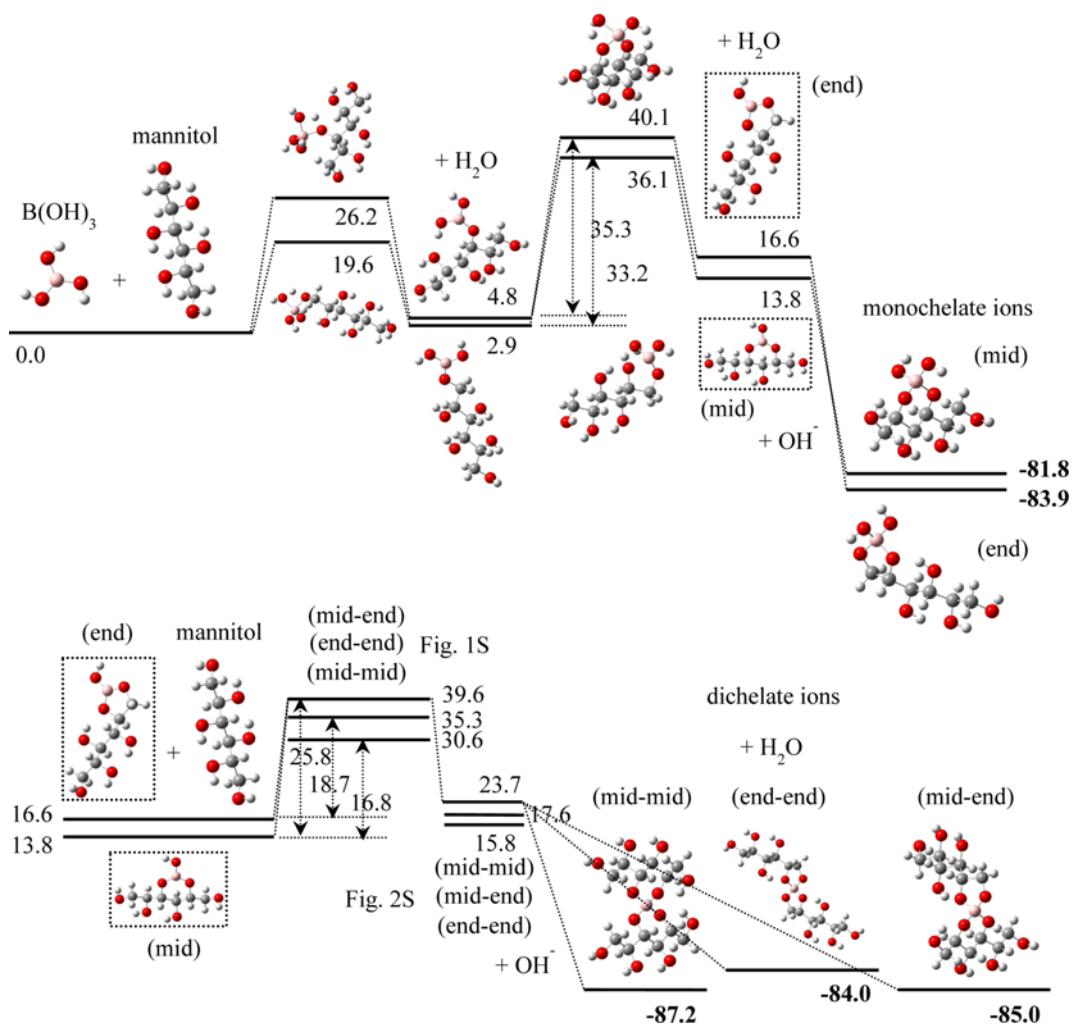 + H₂O
40.1
+ H₂O
(end)
mannitol
B(OH)₃
+
+ H₂O
26.2
36.1
19.6
35.3
33.2
16.6
13.8
4.8
2.9
0.0
monochelate ions
(mid)
(mid)
+ OH⁻
-81.8
-83.9
(end)
(end)
mannitol
(mid-end)
(end-end)
(mid-mid)
Fig. 1S
39.6
35.3
30.6
dichelate ions
+ H₂O
+
25.8
18.7
16.8
23.7
17.6
15.8
(mid-mid)
(end-end)
(mid-end)
16.6
13.8
(mid)
Fig. 2S
(mid-mid)
(mid-end)
(end-end)
+ OH⁻
-87.2
-84.0
-85.0